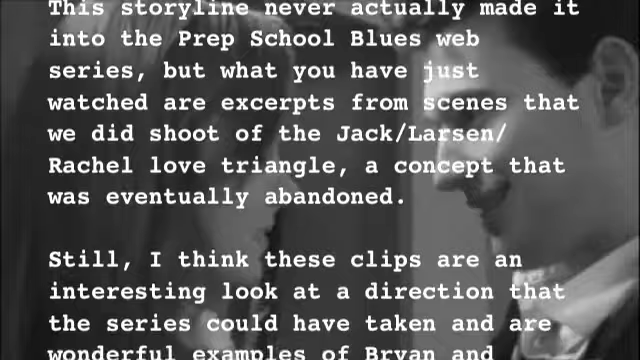 This storyline never actually made it
into the Prep School Blues web
series, but what you have just
watched are excerpts from scenes that
we did shoot of the Jack/Larsen/
Rachel love triangle, a concept that
was eventually abandoned.
Still, I think these clips are an
interesting look at a direction that
the series could have taken and are
wonderful examples of Bryan and